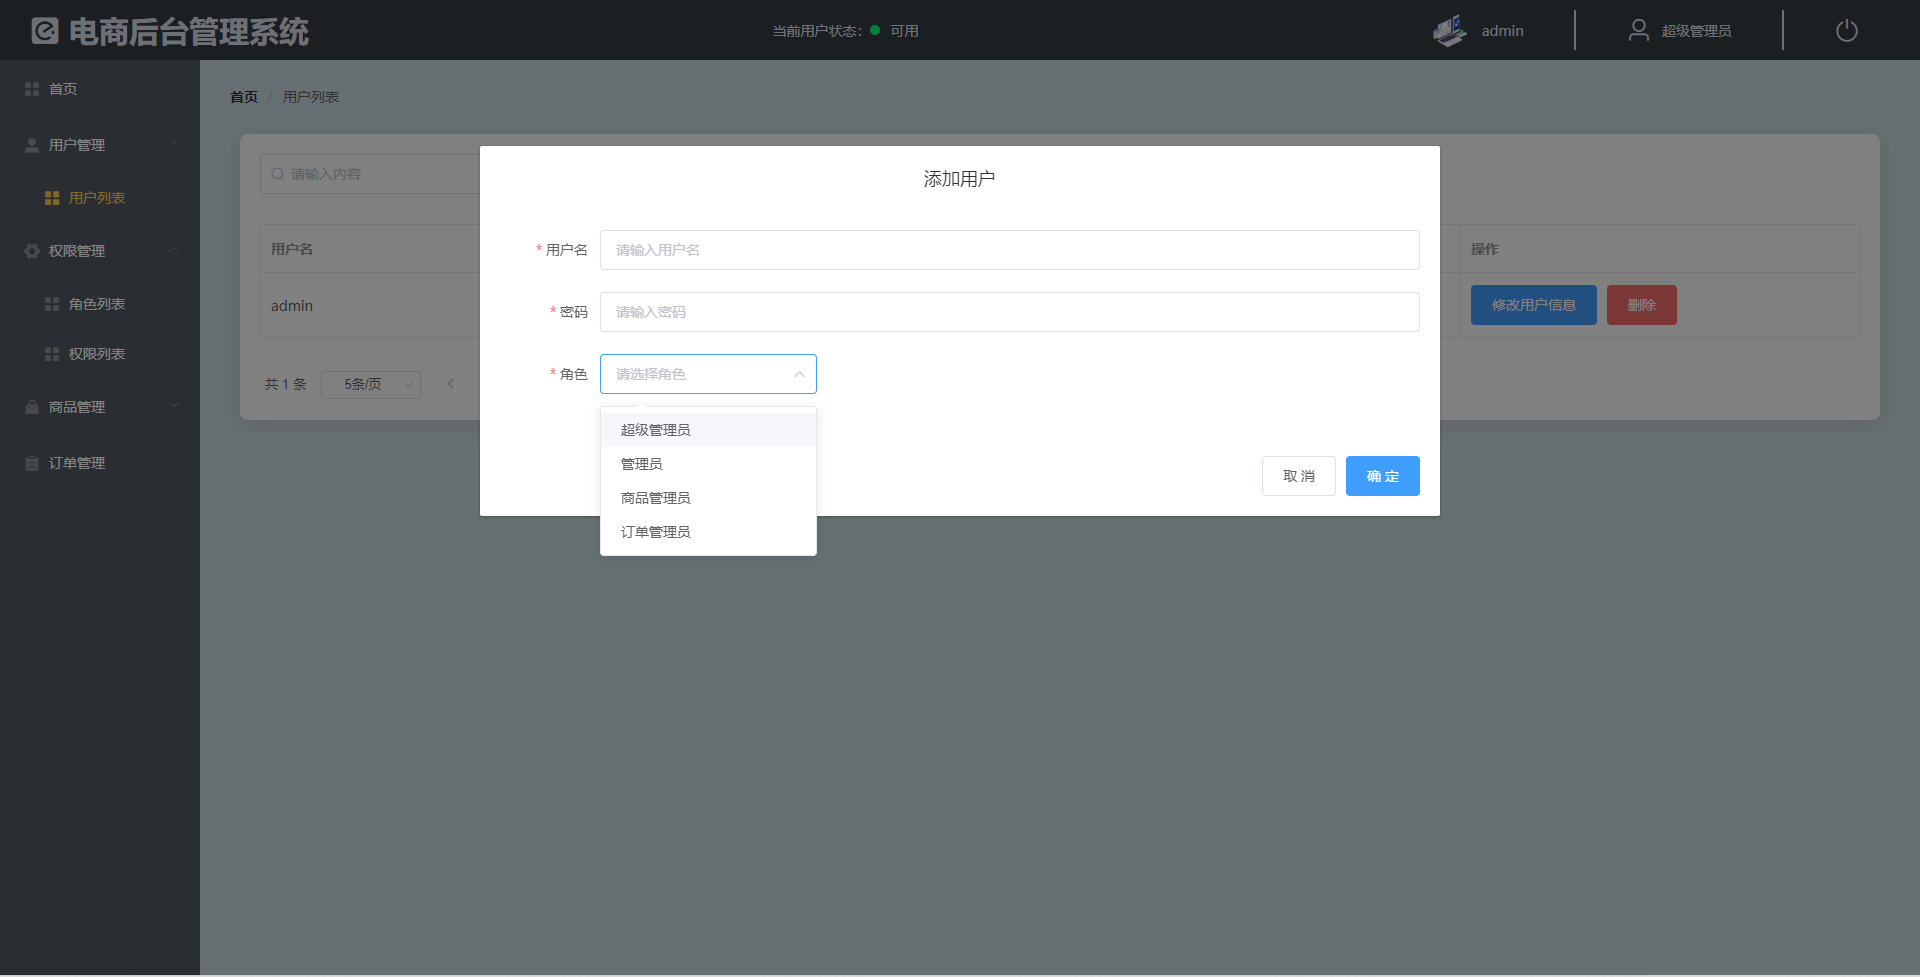 电商后台管理系统
当前用户状态： 可用
admin
超级管理员
首页
用户管理
用户列表
权限管理
角色列表
权限列表
商品管理
订单管理
首页 / 用户列表
请输入内容
用户名
操作
admin
修改用户信息
删除
共 1 条
5条/页
添加用户
* 用户名
请输入用户名
* 密码
请输入密码
* 角色
请选择角色
超级管理员
管理员
商品管理员
订单管理员
取 消
确 定